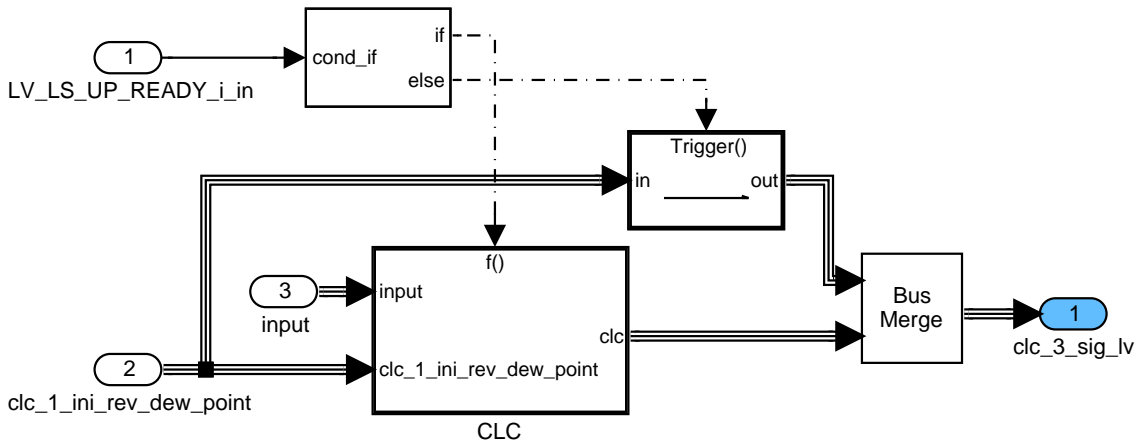 if
1
cond_if
LV_LS_UP_READY_i_in
else
Trigger()
in
out
f()
3
input
input
Bus
Merge
1
clc
clc_3_sig_lv
2
clc_1_ini_rev_dew_point
clc_1_ini_rev_dew_point
CLC